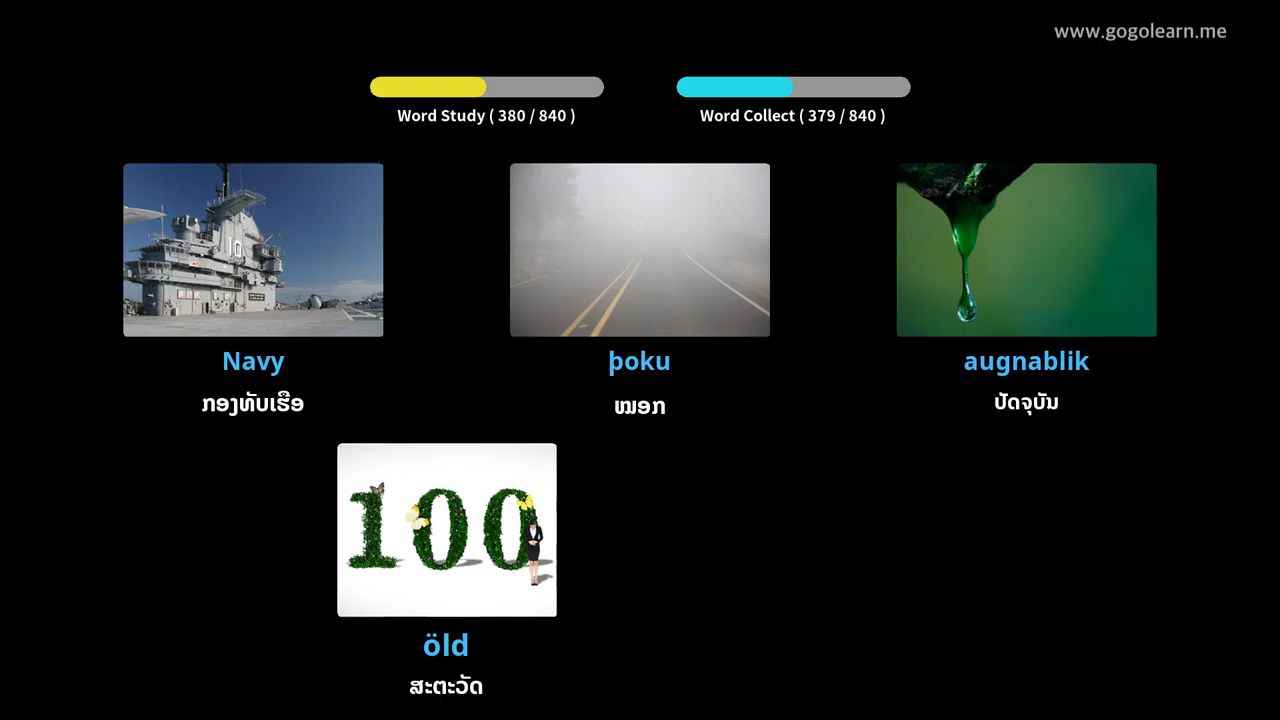 www.gogolearn.me
Word Study ( 380 / 840 )
Word Collect ( 379 / 840 )
10
Navy
þoku
augnablik
ກອງທັບເຮືອ
ໝອກ
ປັດຈຸບັນ
100
öld
ສະຕະວັດ